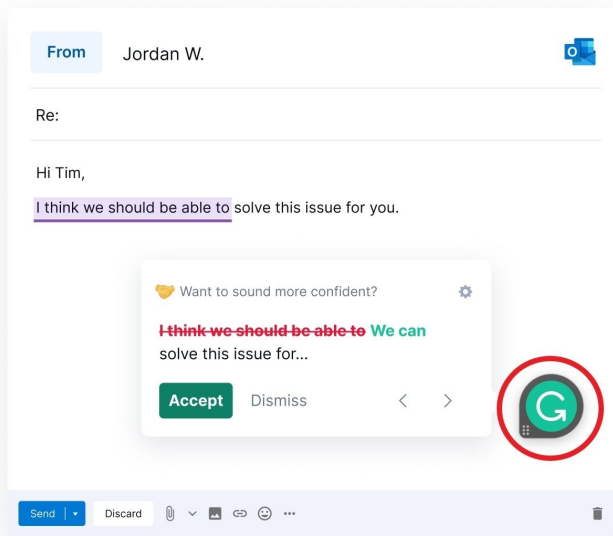 From Jordan W.
Re:
Hi Tim,
I think we should be able to solve this issue for you.
Want to sound more confident?
I think we should be able to We can
solve this issue for...
Accept Dismiss
Send Discard